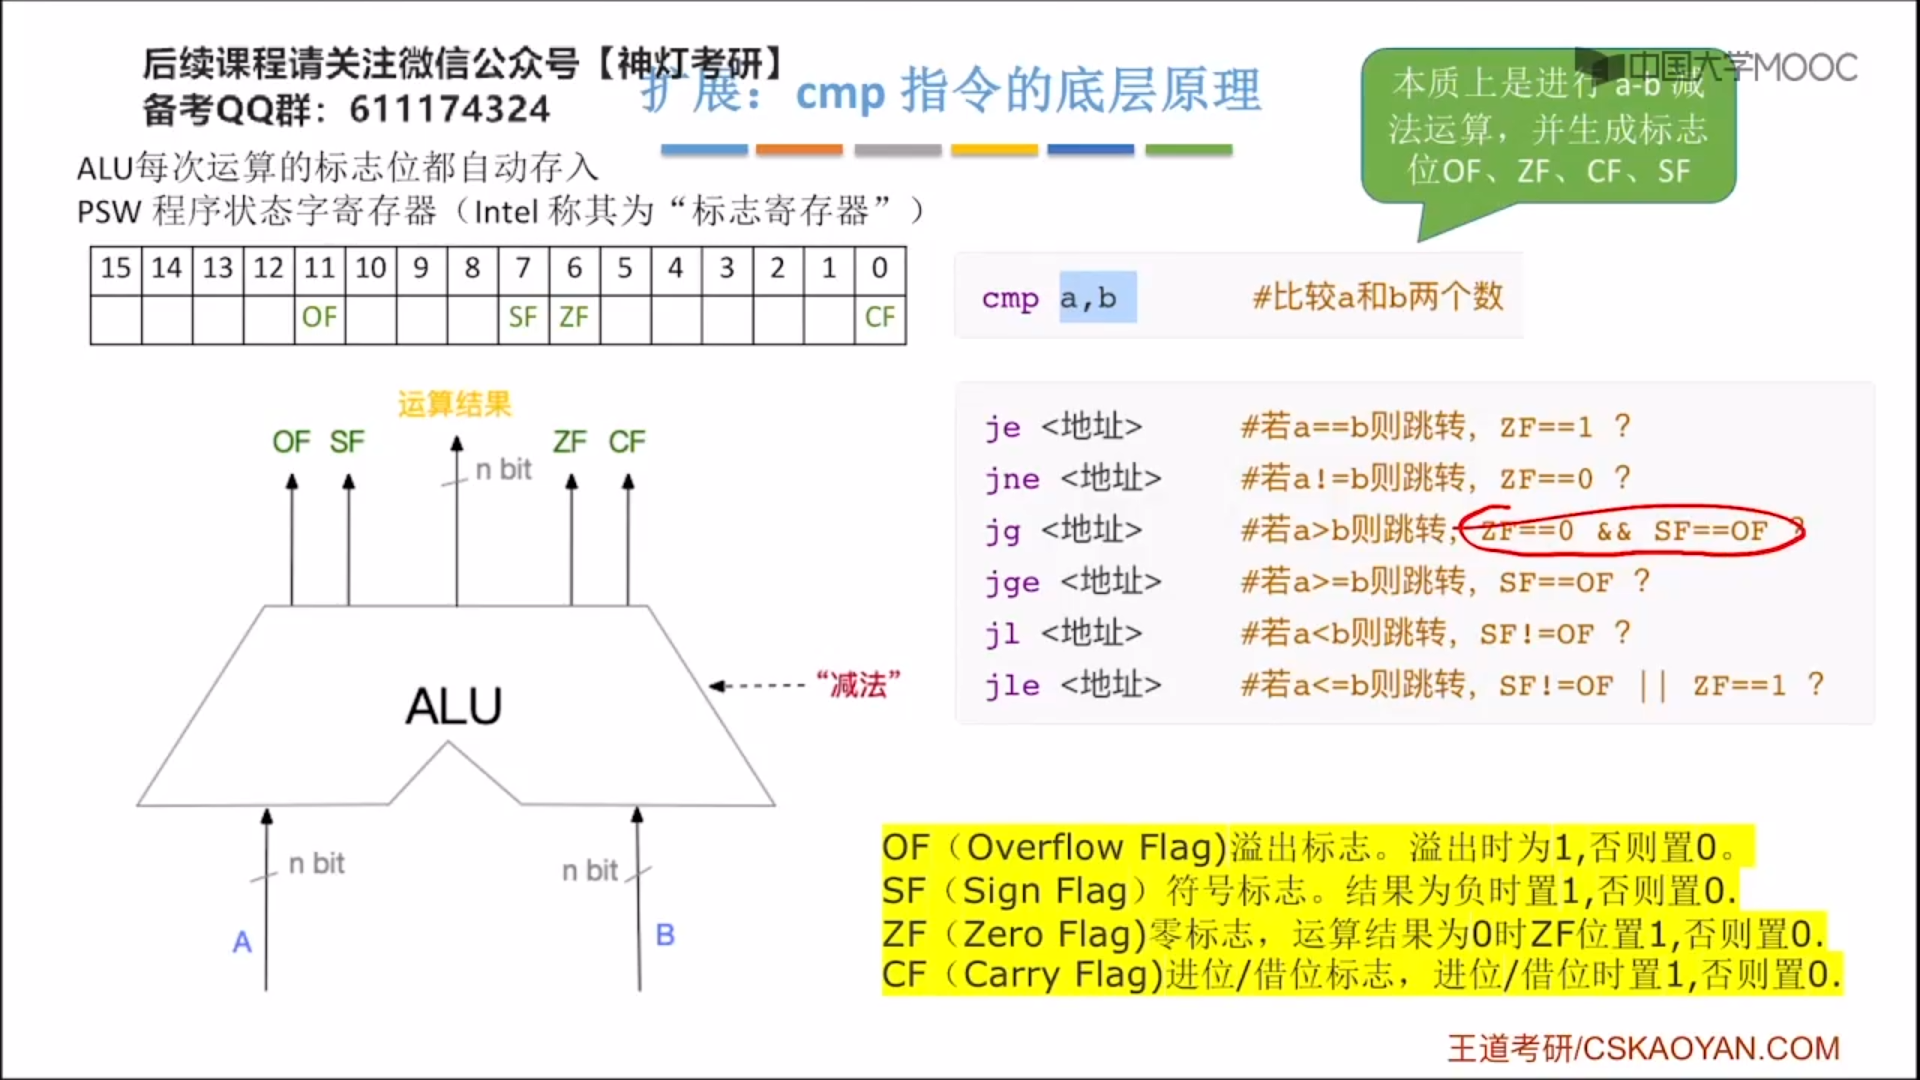 后续课程请关注微信公众号【神灯考研】
备考QQ群：611174324
扩展：cmp 指令的底层原理
中国大学MOOC
本质上是进行 a-b 减
法运算，并生成标志
位OF、ZF、CF、SF
ALU每次运算的标志位都自动存入
PSW 程序状态字寄存器（Intel 称其为“标志寄存器”）
15 14 13 12 11 10 9 8 7 6 5 4 3 2 1 0
OF SF ZF CF
cmp a,b #比较a和b两个数
je <地址> #若a==b则跳转，ZF==1 ？
jne <地址> #若a!=b则跳转，ZF==0 ？
jg <地址> #若a>b则跳转，ZF==0 && SF==OF ？
jge <地址> #若a>=b则跳转，SF==OF ？
jl <地址> #若a<b则跳转，SF!=OF ？
jle <地址> #若a<=b则跳转，SF!=OF || ZF==1 ？
运算结果
OF SF ZF CF
n bit
ALU
“减法”
n bit n bit
A B
OF（Overflow Flag)溢出标志。溢出时为1,否则置0。
SF（Sign Flag）符号标志。结果为负时置1,否则置0.
ZF（Zero Flag)零标志，运算结果为0时ZF位置1,否则置0.
CF（Carry Flag)进位/借位标志，进位/借位时置1,否则置0.
王道考研/CSKAOYAN.COM